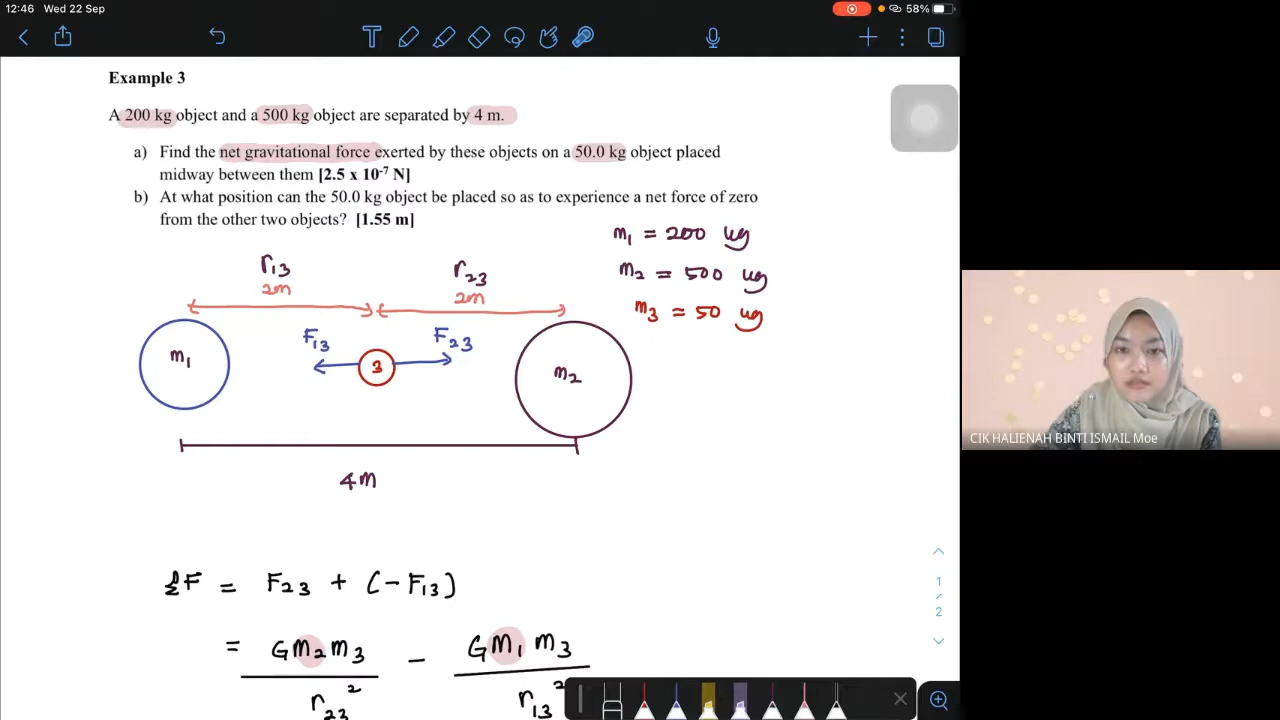 12:46 Wed 22 Sep
58%
Example 3
A 200 kg object and a 500 kg object are separated by 4 m.
a) Find the net gravitational force exerted by these objects on a 50.0 kg object placed
midway between them [2.5 x 10⁻⁷ N]
b) At what position can the 50.0 kg object be placed so as to experience a net force of zero
from the other two objects? [1.55 m]
m₁ = 200 kg
m₂ = 500 kg
m₃ = 50 kg
r₁₃
2m
r₂₃
2m
F₁₃
F₂₃
m₁
3
m₂
4m
ΣF = F₂₃ + (-F₁₃)
= Gm₂m₃ - Gm₁m₃
r₂₃² r₁₃²
1
/
2
CIK HALIENAH BINTI ISMAIL Moe